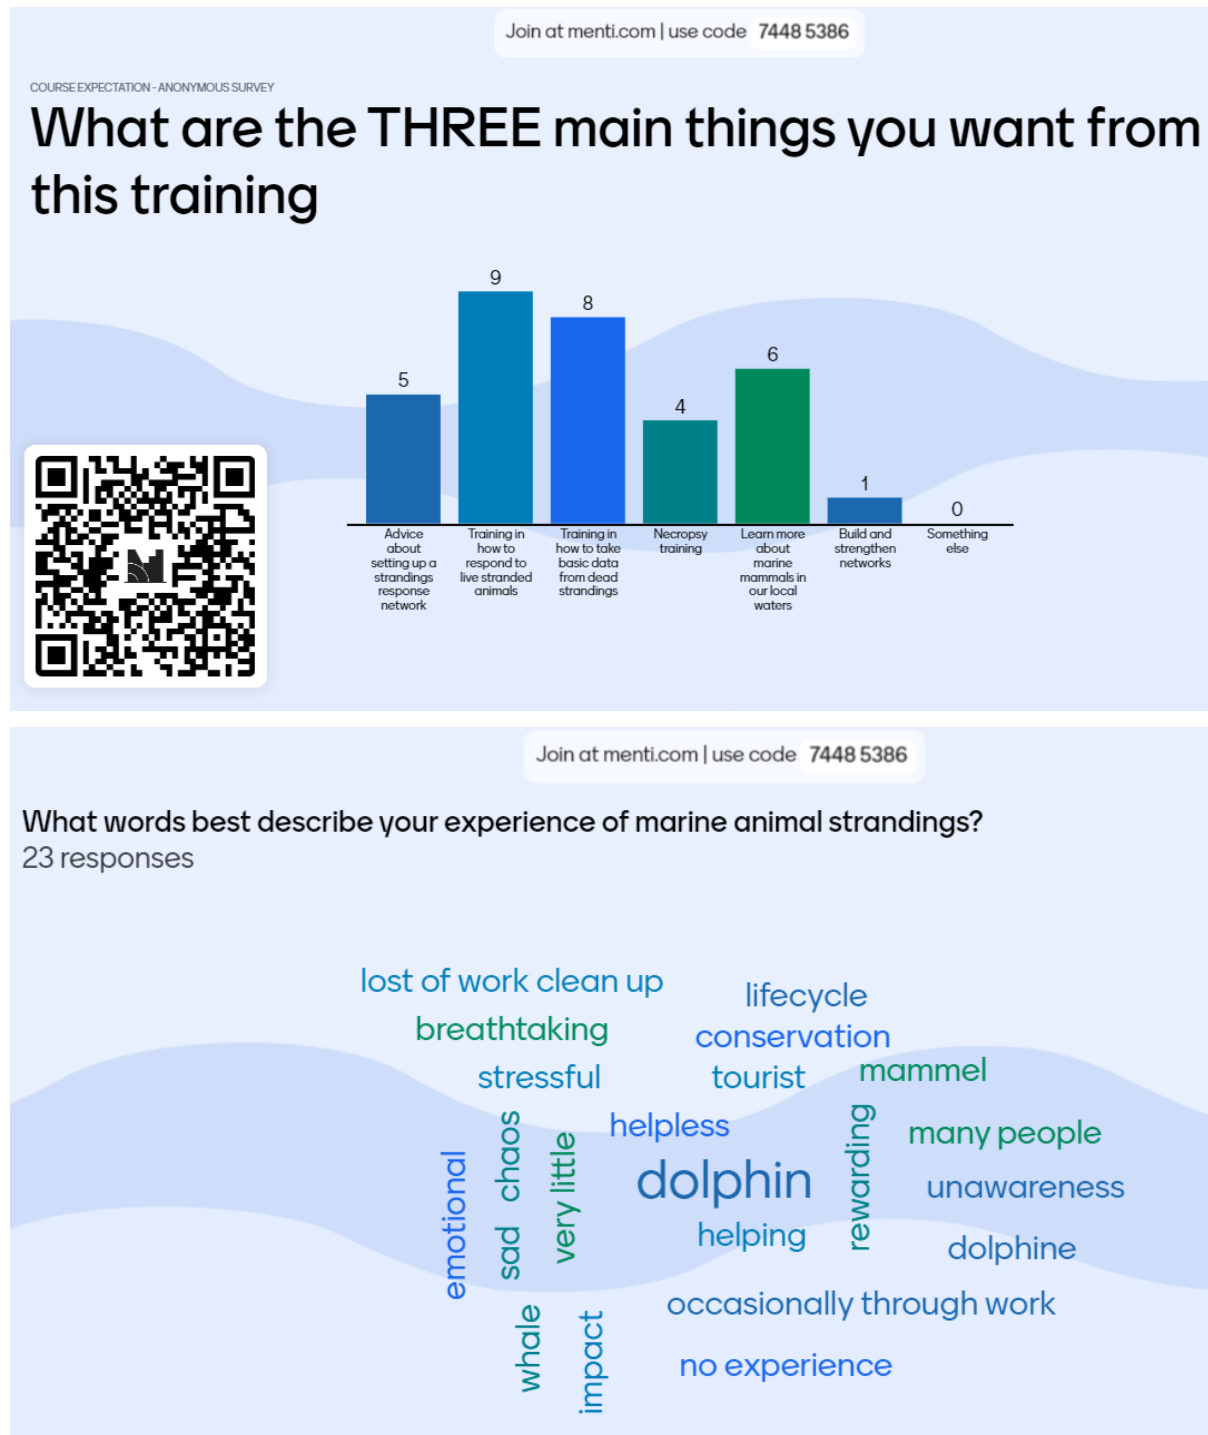 Join at menti.com | use code 7448 5386
COURSE EXPECTATION - ANONYMOUS SURVEY
What are the THREE main things you want from
this training
5
9
8
4
6
1
0
Advice
about
setting up a
strandings
response
network
Training in
how to
respond to
live stranded
animals
Training in
how to take
basic data
from dead
strandings
Necropsy
training
Learn more
about
marine
mammals in
our local
waters
Build and
strengthen
networks
Something
else
Join at menti.com | use code 7448 5386
What words best describe your experience of marine animal strandings?
23 responses
lost of work clean up
lifecycle
breathtaking
conservation
stressful
tourist
mammel
helpless
many people
emotional
chaos
sad
very little
dolphin
rewarding
unawareness
helping
dolphine
whale
impact
occasionally through work
no experience